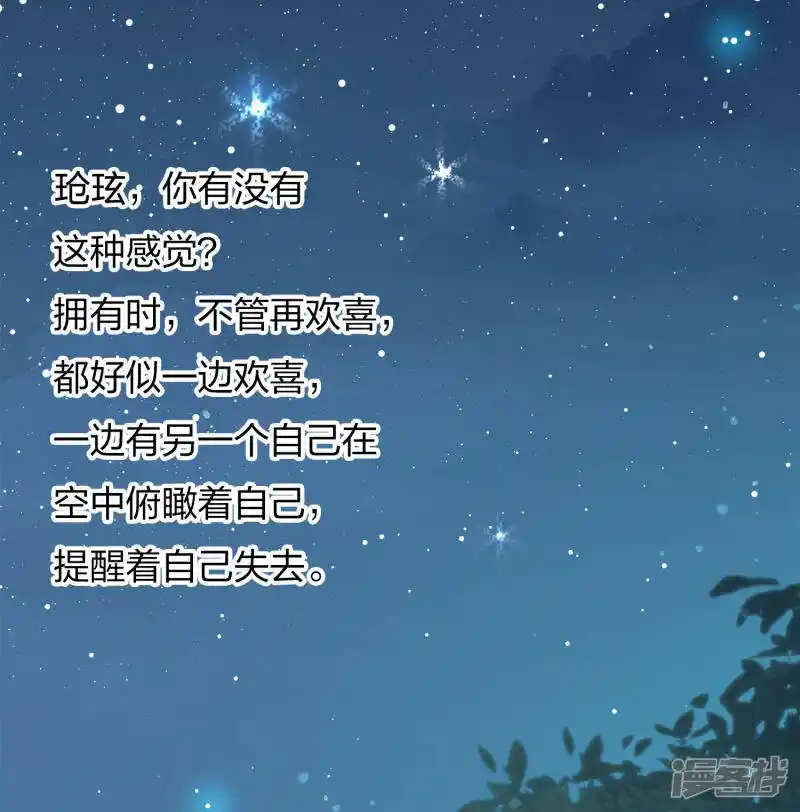 玱玹，你有没有
这种感觉？
拥有时，不管再欢喜，
都好似一边欢喜，
一边有另一个自己在
空中俯瞰着自己，
提醒着自己失去。
漫客栈